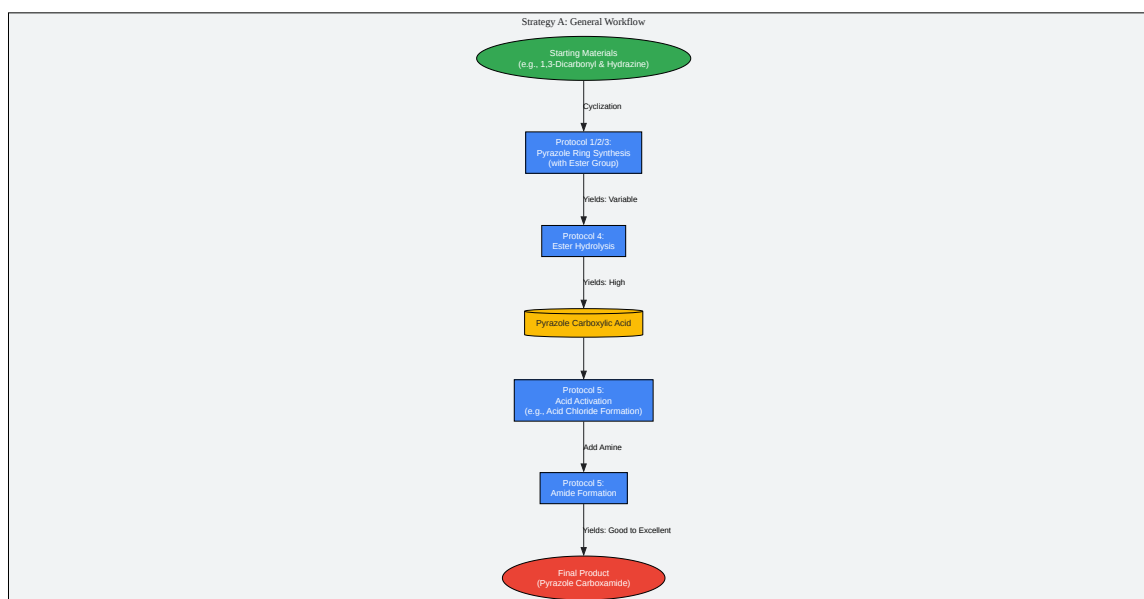 Strategy A: General Workflow
Starting Materials
(e.g., 1,3-Dicarbonyl & Hydrazine)
Cyclization
Protocol 1/2/3:
Pyrazole Ring Synthesis
(with Ester Group)
Yields: Variable
Protocol 4:
Ester Hydrolysis
Yields: High
Pyrazole Carboxylic Acid
Protocol 5:
Acid Activation
(e.g., Acid Chloride Formation)
Add Amine
Protocol 5:
Amide Formation
Yields: Good to Excellent
Final Product
(Pyrazole Carboxamide)